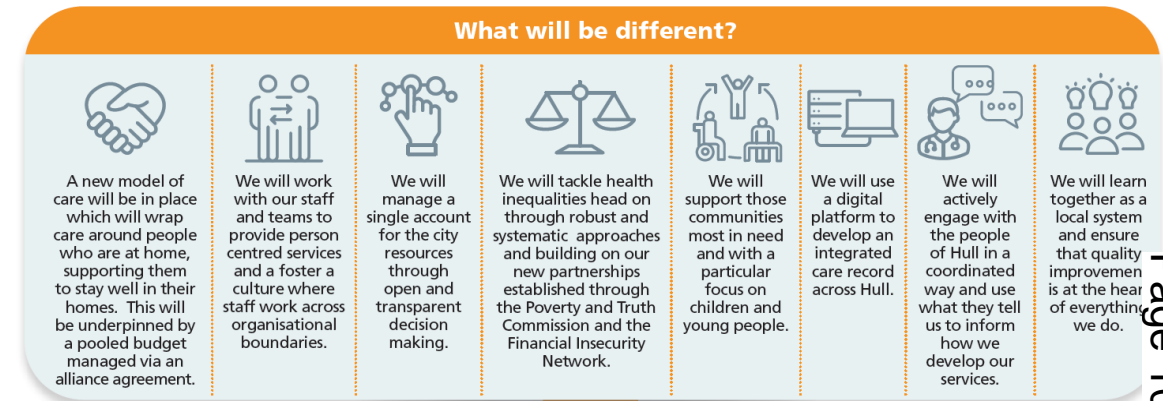 What will be different?
A new model of
care will be in place
which will wrap
care around people
who are at home,
supporting them
to stay well in their
homes. This will
be underpinned by
a pooled budget
managed via an
alliance agreement.
We will work
with our staff
and teams to
provide person
centred services
and a foster a
culture where
staff work across
organisational
boundaries.
We will
manage a
single account
for the city
resources
through
open and
transparent
decision
making.
We will tackle health
inequalities head on
through robust and
systematic approaches
and building on our
new partnerships
established through
the Poverty and Truth
Commission and the
Financial Insecurity
Network.
We will
support those
communities
most in need
and with a
particular
focus on
children and
young people.
We will use
a digital
platform to
develop an
integrated
care record
across Hull.
We will
actively
engage with
the people
of Hull in a
coordinated
way and use
what they tell
us to inform
how we
develop our
services.
We will learn
together as a
local system
and ensure
that quality
improvemen
is at the hear
of everything
we do.